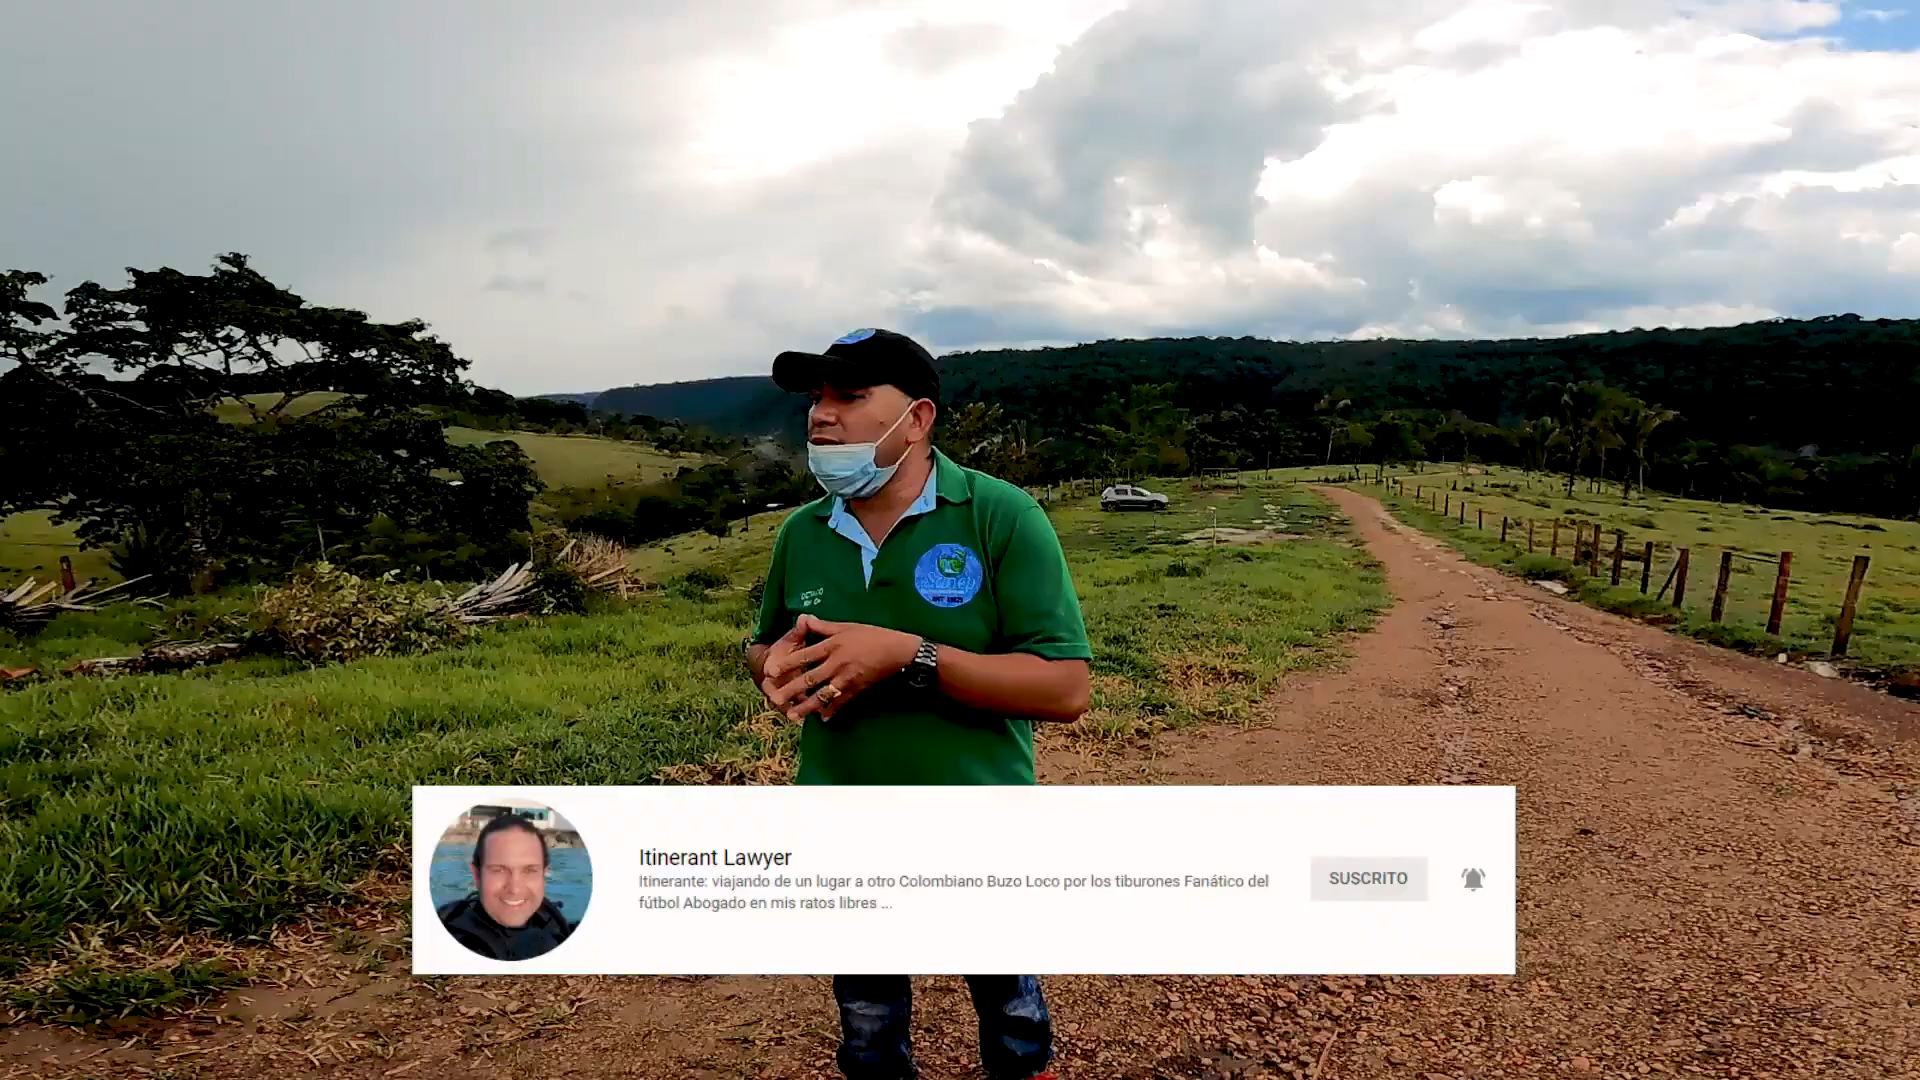 Itinerant Lawyer
Itinerante: viajando de un lugar a otro Colombiano Buzo Loco por los tiburones Fanático del
fútbol Abogado en mis ratos libres ...
SUSCRITO